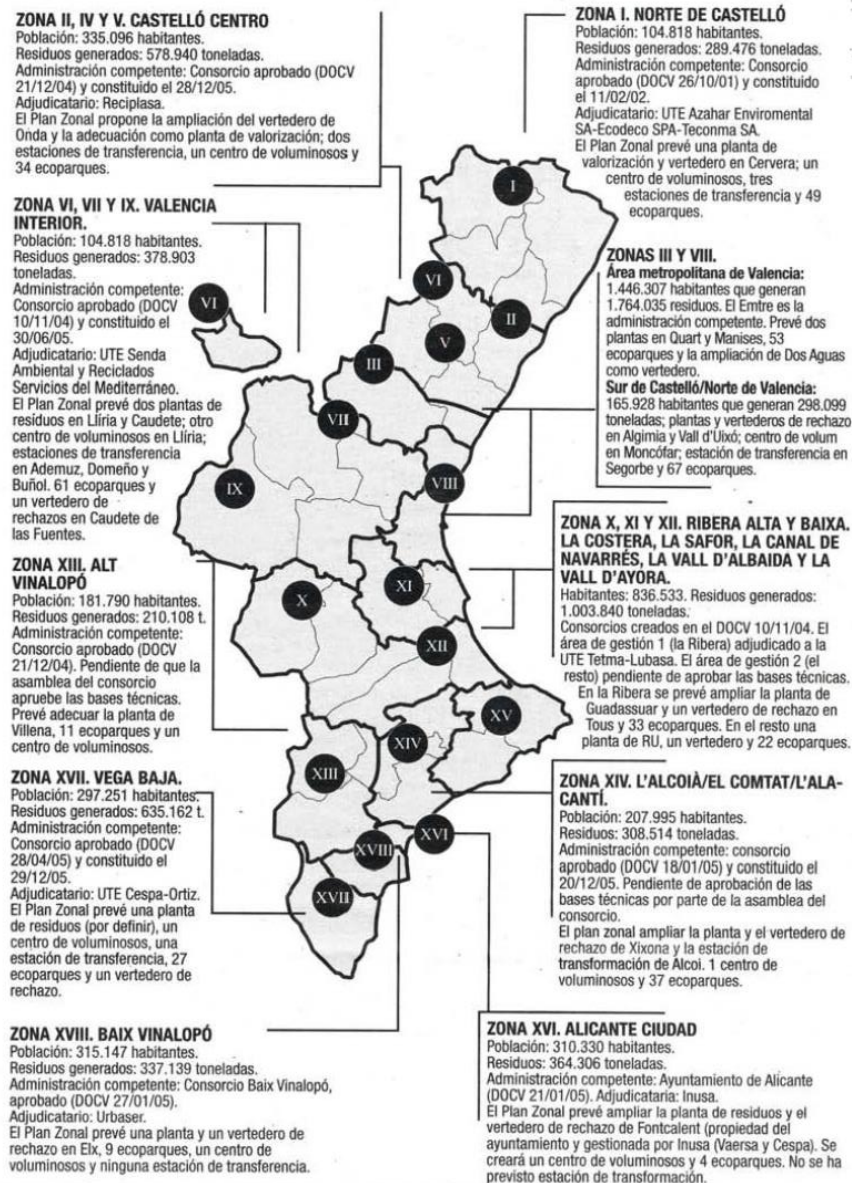 ZONA II, IV Y V. CASTELLÓ CENTRO
Población: 335.096 habitantes.
Residuos generados: 578.940 toneladas.
Administración competente: Consorcio aprobado (DOCV
21/12/04) y constituido el 28/12/05.
Adjudicatario: Reciplasa.
El Plan Zonal propone la ampliación del vertedero de
Onda y la adecuación como planta de valorización; dos
estaciones de transferencia, un centro de voluminosos y
34 ecoparques.
ZONA I. NORTE DE CASTELLÓ
Población: 104.818 habitantes.
Residuos generados: 289.476 toneladas.
Administración competente: Consorcio
aprobado (DOCV 26/10/01) y constituido
el 11/02/02.
Adjudicatario: UTE Azahar Enviromental
SA-Ecodeco SPA-Teconma SA.
El Plan Zonal prevé una planta de
valorización y vertedero en Cervera; un
centro de voluminosos, tres
estaciones de transferencia y 49
ecoparques.
ZONA VI, VII Y IX. VALENCIA
INTERIOR.
Población: 104.818 habitantes.
Residuos generados: 378.903
toneladas.
Administración competente:
Consorcio aprobado (DOCV
10/11/04) y constituido el
30/06/05.
Adjudicatario: UTE Senda
Ambiental y Reciclados
Servicios del Mediterráneo.
El Plan Zonal prevé dos plantas de
residuos en Llíria y Caudete; otro
centro de voluminosos en Llíria;
estaciones de transferencia
en Ademuz, Domeño y
Buñol. 61 ecoparques y
un vertedero de
rechazos en Caudete de
las Fuentes.
ZONAS III Y VIII.
Área metropolitana de Valencia:
1.446.307 habitantes que generan
1.764.035 residuos. El Emtre es la
administración competente. Prevé dos
plantas en Quart y Manises, 53
ecoparques y la ampliación de Dos Aguas
como vertedero.
Sur de Castelló/Norte de Valencia:
165.928 habitantes que generan 298.099
toneladas; plantas y vertederos de rechazo
en Algimia y Vall d'Uixó; centro de volum
en Moncófar; estación de transferencia en
Segorbe y 67 ecoparques.
ZONA XIII. ALT
VINALOPÓ
Población: 181.790 habitantes.
Residuos generados: 210.108 t.
Administración competente:
Consorcio aprobado (DOCV
21/12/04). Pendiente de que la
asamblea del consorcio
apruebe las bases técnicas.
Prevé adecuar la planta de
Villena, 11 ecoparques y un
centro de voluminosos.
ZONA X, XI Y XII. RIBERA ALTA Y BAIXA.
LA COSTERA, LA SAFOR, LA CANAL DE
NAVARRÉS, LA VALL D'ALBAIDA Y LA
VALL D'AYORA.
Habitantes: 836.533. Residuos generados:
1.003.840 toneladas.
Consorcios creados en el DOCV 10/11/04. El
área de gestión 1 (la Ribera) adjudicado a la
UTE Tetma-Lubasa. El área de gestión 2 (el
resto) pendiente de aprobar las bases técnicas.
En la Ribera se prevé ampliar la planta de
Guadassuar y un vertedero de rechazo en
Tous y 33 ecoparques. En el resto una
planta de RU, un vertedero y 22 ecoparques.
ZONA XVII. VEGA BAJA.
Población: 297.251 habitantes.
Residuos generados: 635.162 t.
Administración competente:
Consorcio aprobado (DOCV
28/04/05) y constituido el
29/12/05.
Adjudicatario: UTE Cespa-Ortiz.
El Plan Zonal prevé una planta
de residuos (por definir), un
centro de voluminosos, una
estación de transferencia, 27
ecoparques y un vertedero de
rechazo.
ZONA XIV. L'ALCOIÀ/EL COMTAT/L'ALA-
CANTÍ.
Población: 207.995 habitantes.
Residuos: 308.514 toneladas.
Administración competente: consorcio
aprobado (DOCV 18/01/05) y constituido el
20/12/05. Pendiente de aprobación de las
bases técnicas por parte de la asamblea del
consorcio.
El plan zonal ampliar la planta y el vertedero de
rechazo de Xixona y la estación de
transformación de Alcoi. 1 centro de
voluminosos y 37 ecoparques.
ZONA XVIII. BAIX VINALOPÓ
Población: 315.147 habitantes.
Residuos generados: 337.139 toneladas.
Administración competente: Consorcio Baix Vinalopó,
aprobado (DOCV 27/01/05).
Adjudicatario: Urbaser.
El Plan Zonal prevé una planta y un vertedero de
rechazo en Elx, 9 ecoparques, un centro de
voluminosos y ninguna estación de transferencia.
ZONA XVI. ALICANTE CIUDAD
Población: 310.330 habitantes.
Residuos: 364.306 toneladas.
Administración competente: Ayuntamiento de Alicante
(DOCV 21/01/05). Adjudicataria: Inusa.
El Plan Zonal prevé ampliar la planta de residuos y el
vertedero de rechazo de Fontcalent (propiedad del
ayuntamiento y gestionada por Inusa (Vaersa y Cespa). Se
creará un centro de voluminosos y 4 ecoparques. No se ha
previsto estación de transformación.
I
VI
VI
II
V
III
VII
VIII
IX
XI
X
XII
XV
XIV
XIII
XVI
XVIII
XVII